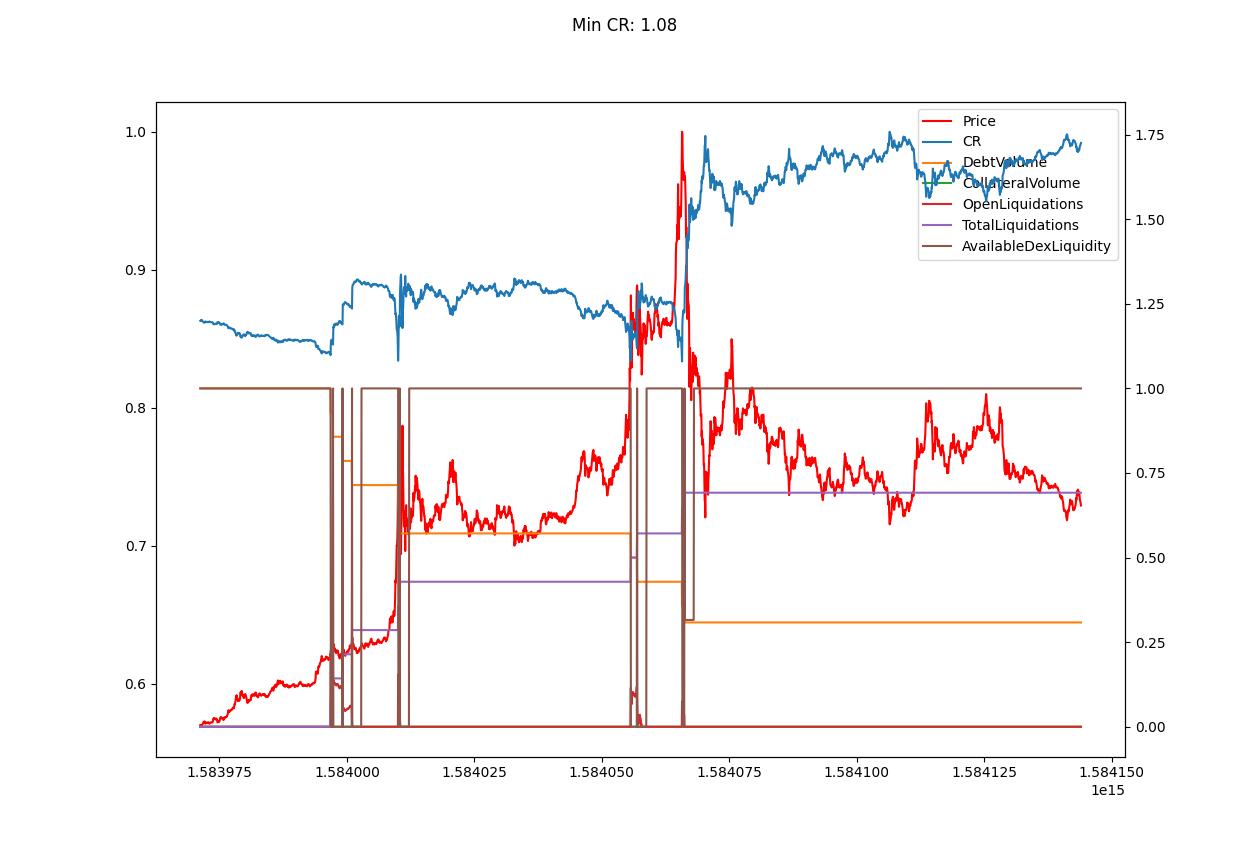 Min CR: 1.08
1.0
0.9
0.8
0.7
0.6
1.75
1.50
1.25
1.00
0.75
0.50
0.25
0.00
Price
CR
DebtVolume
CollateralVolume
OpenLiquidations
TotalLiquidations
AvailableDexLiquidity
1.583975 1.584000 1.584025 1.584050 1.584075 1.584100 1.584125 1.584150
1e15